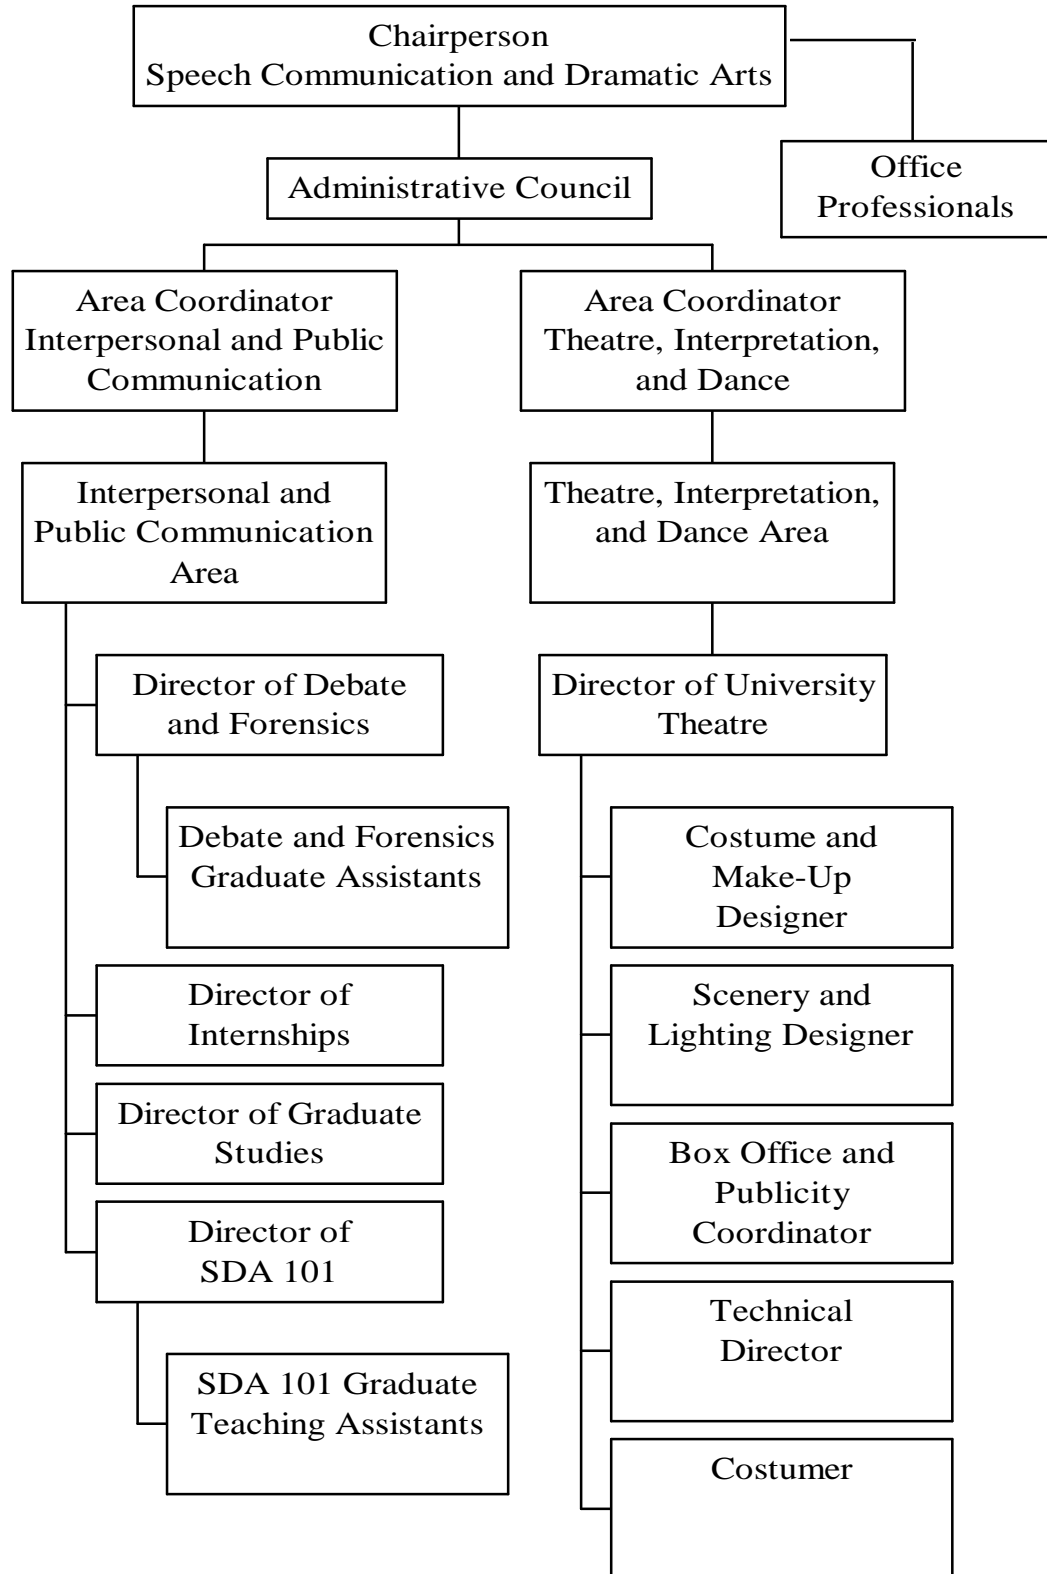 Chairperson
Speech Communication and Dramatic Arts
Office
Professionals
Administrative Council
Area Coordinator
Interpersonal and Public
Communication
Area Coordinator
Theatre, Interpretation,
and Dance
Interpersonal and
Public Communication
Area
Theatre, Interpretation,
and Dance Area
Director of Debate
and Forensics
Debate and Forensics
Graduate Assistants
Director of
Internships
Director of Graduate
Studies
Director of
SDA 101
SDA 101 Graduate
Teaching Assistants
Director of University
Theatre
Costume and
Make-Up
Designer
Scenery and
Lighting Designer
Box Office and
Publicity
Coordinator
Technical
Director
Costumer